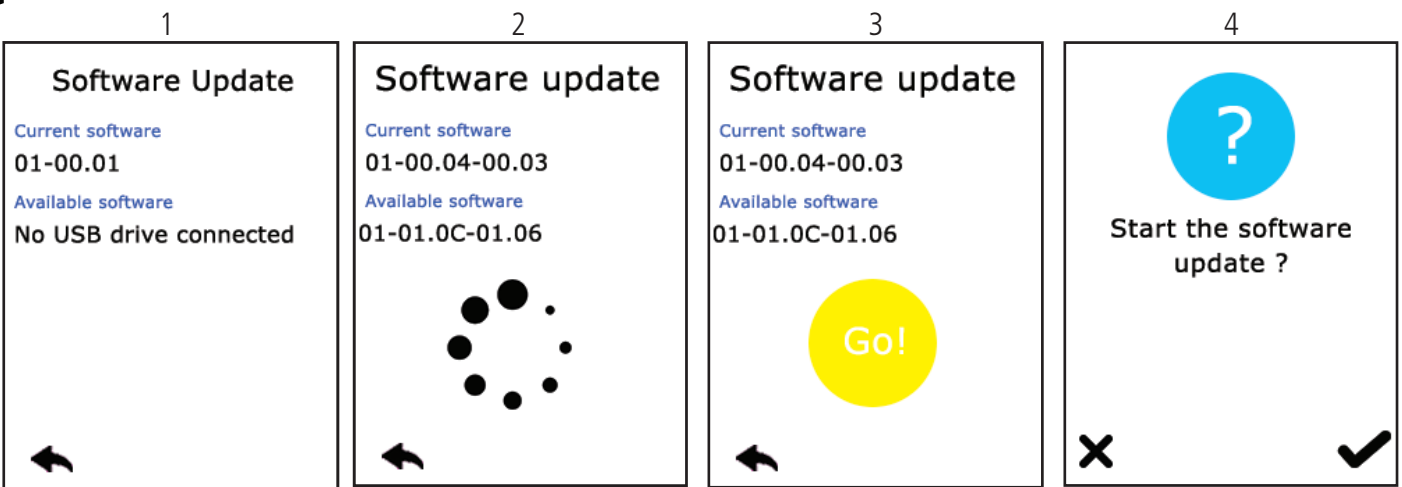 1
Software Update
Current software
01-00.01
Available software
No USB drive connected
2
Software update
Current software
01-00.04-00.03
Available software
01-01.0C-01.06
3
Software update
Current software
01-00.04-00.03
Available software
01-01.0C-01.06
Go!
4
?
Start the software
update ?